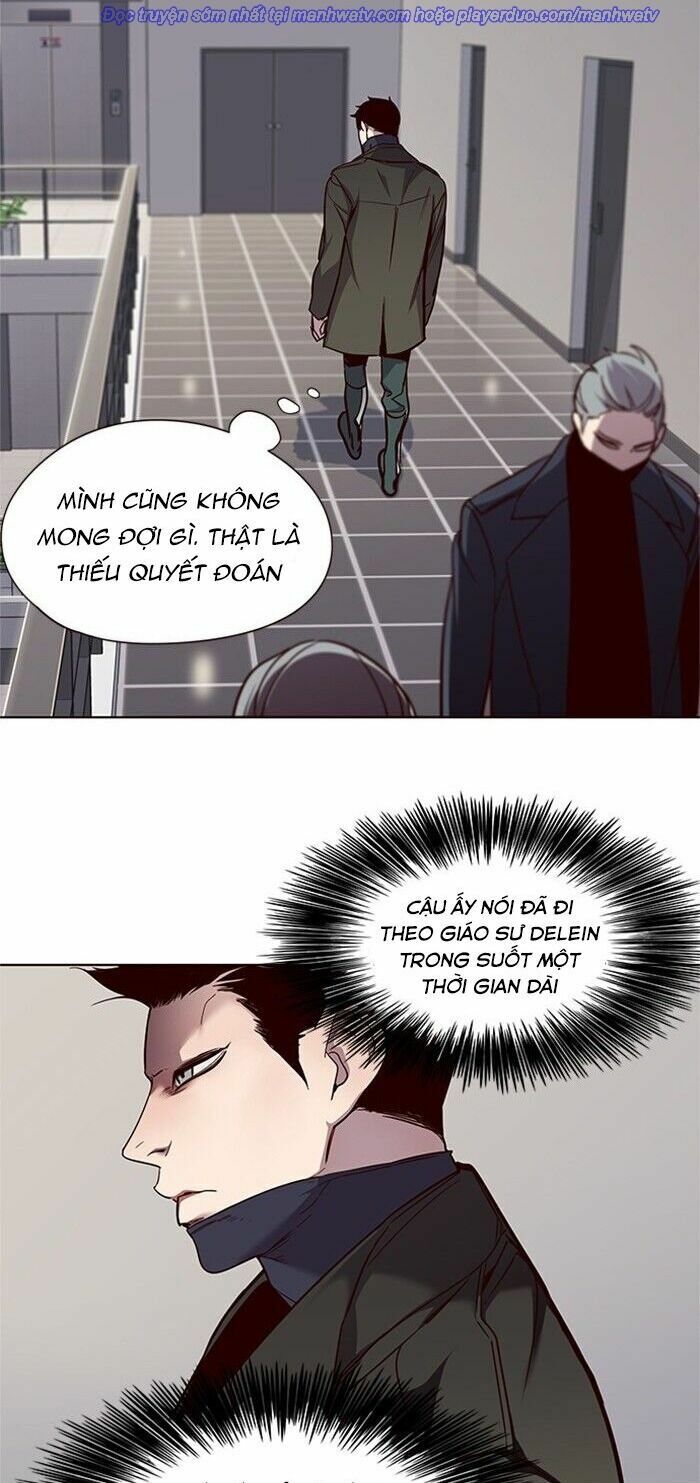 Đọc truyện sớm nhất tại manhwatv.com hoặc playerduo.com/manhwatv
MÌNH CŨNG KHÔNG
MONG ĐỢI GÌ. THẬT LÀ
THIẾU QUYẾT ĐOÁN
CẬU ẤY NÓI ĐÃ ĐI
THEO GIÁO SƯ DELEIN
TRONG SUỐT MỘT
THỜI GIAN DÀI